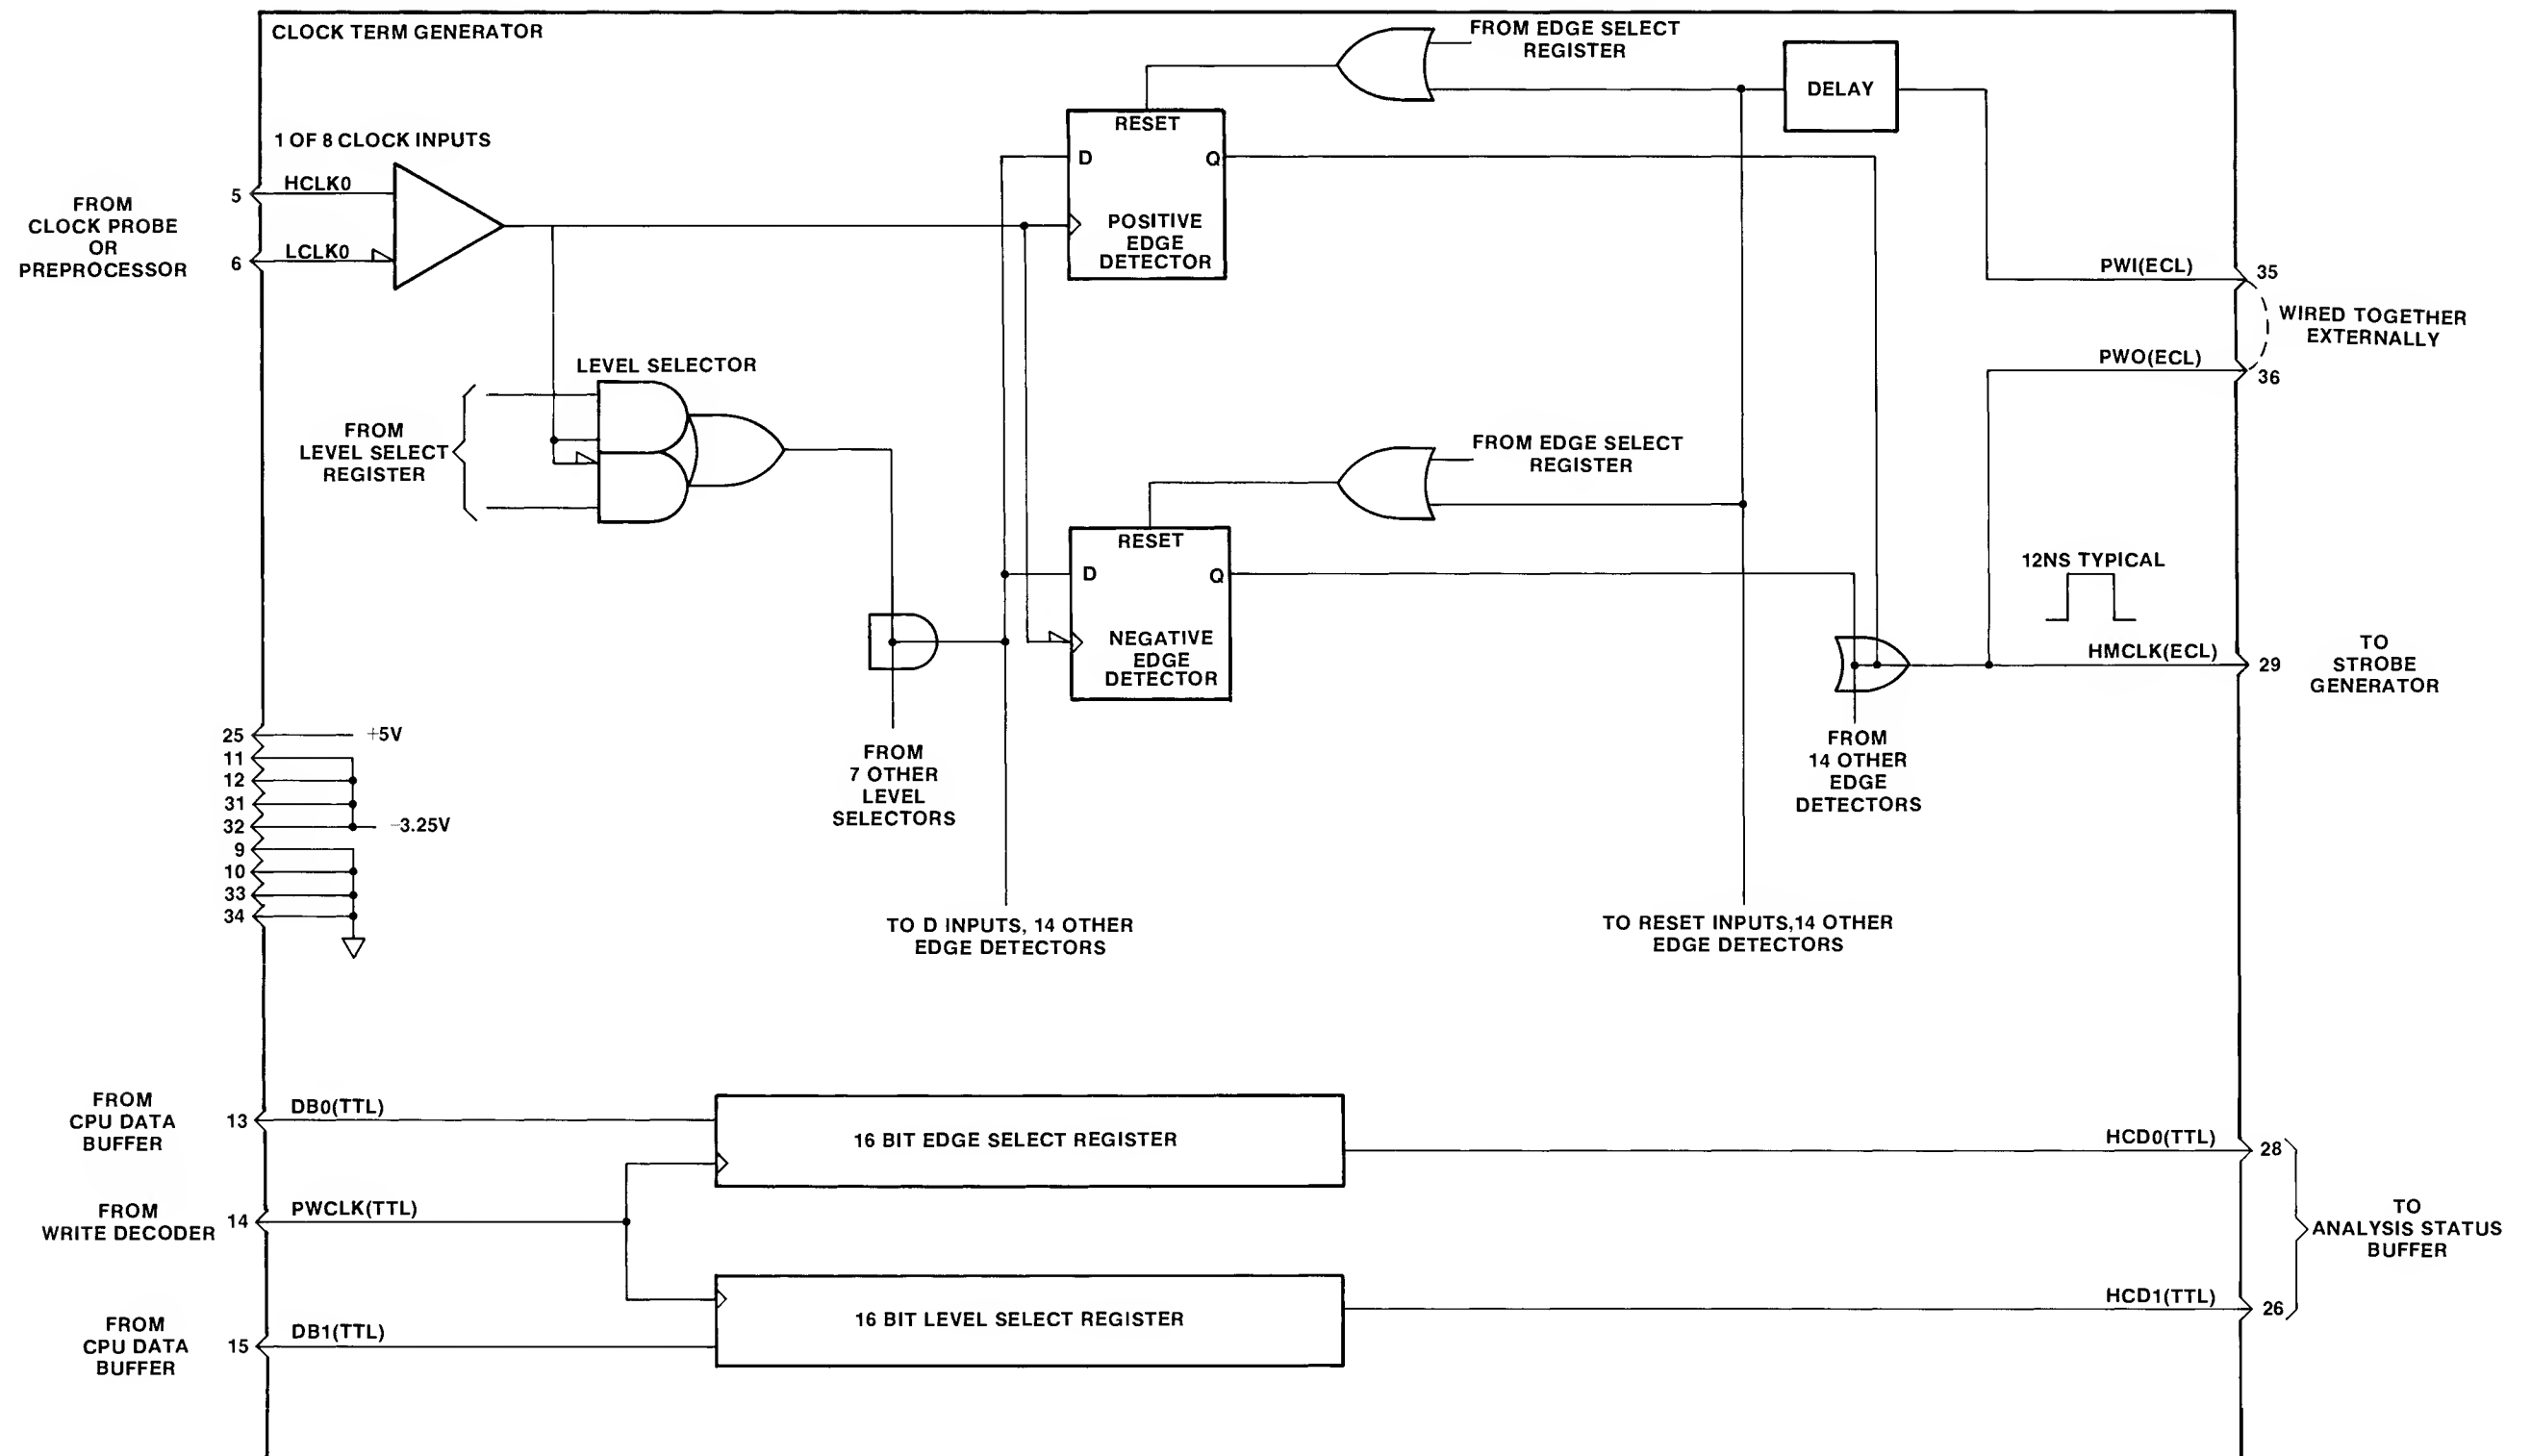 CLOCK TERM GENERATOR
FROM EDGE SELECT
REGISTER
DELAY
RESET
1 OF 8 CLOCK INPUTS
D
Q
HCLK0
5
FROM
CLOCK PROBE
OR
PREPROCESSOR
POSITIVE
EDGE
DETECTOR
LCLK0
6
PWI(ECL)
35
WIRED TOGETHER
EXTERNALLY
PWO(ECL)
36
LEVEL SELECTOR
FROM
LEVEL SELECT
REGISTER
FROM EDGE SELECT
REGISTER
RESET
D
Q
12NS TYPICAL
NEGATIVE
EDGE
DETECTOR
HMCLK(ECL)
29
TO
STROBE
GENERATOR
25
+5V
11
12
31
32
-3.25V
9
10
33
34
FROM
7 OTHER
LEVEL
SELECTORS
FROM
14 OTHER
EDGE
DETECTORS
TO D INPUTS, 14 OTHER
EDGE DETECTORS
TO RESET INPUTS,14 OTHER
EDGE DETECTORS
FROM
CPU DATA
BUFFER
13
DB0(TTL)
16 BIT EDGE SELECT REGISTER
HCD0(TTL)
28
FROM
WRITE DECODER
14
PWCLK(TTL)
TO
ANALYSIS STATUS
BUFFER
FROM
CPU DATA
BUFFER
15
DB1(TTL)
16 BIT LEVEL SELECT REGISTER
HCD1(TTL)
26